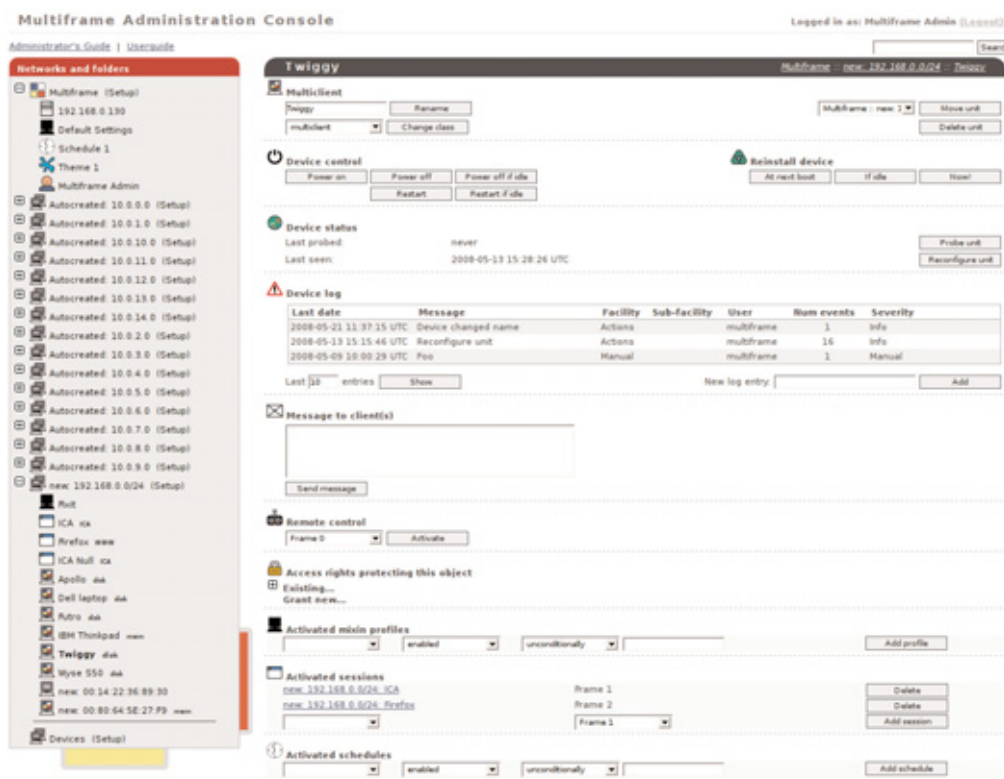 Multiframe Administration Console
Logged in as: Multiframe Admin (Logout)
Administrator's Guide | Userguide
Search
Networks and folders
Multiframe (Setup)
192.168.0.130
Default Settings
Schedule 1
Theme 1
Multiframe Admin
Autocreated: 10.0.0.0 (Setup)
Autocreated: 10.0.1.0 (Setup)
Autocreated: 10.0.10.0 (Setup)
Autocreated: 10.0.11.0 (Setup)
Autocreated: 10.0.12.0 (Setup)
Autocreated: 10.0.13.0 (Setup)
Autocreated: 10.0.14.0 (Setup)
Autocreated: 10.0.2.0 (Setup)
Autocreated: 10.0.3.0 (Setup)
Autocreated: 10.0.4.0 (Setup)
Autocreated: 10.0.5.0 (Setup)
Autocreated: 10.0.6.0 (Setup)
Autocreated: 10.0.7.0 (Setup)
Autocreated: 10.0.8.0 (Setup)
Autocreated: 10.0.9.0 (Setup)
new: 192.168.0.0/24 (Setup)
ICA ICA
Firefox www
ICA Null ICA
Apollo disk
Dell laptop disk
disk
IBM Thinkpad mem
Twiggy disk
Wyse S50 disk
new: 00:14:22:36:89:30
new: 00:80:64:5E:27:F9 mem
Devices (Setup)
Twiggy
Multiframe :: new: 192.168.0.0/24 :: Twiggy
Multiclient
Twiggy Rename
Multiframe :: new: 1 Move unit
multiclient Change class
Delete unit
Device control
Power on Power off Power off if idle
Restart Restart if idle
Reinstall device
At next boot If idle Now!
Device status
Last probed: never Probe unit
Last seen: 2008-05-13 15:28:26 UTC Reconfigure unit
Device log
Last date Message Facility Sub-facility User Num events Severity
2008-05-21 11:37:15 UTC Device changed name Actions multiframe 1 Info
2008-05-13 15:15:46 UTC Reconfigure unit Actions multiframe 16 Info
2008-05-09 10:00:29 UTC Foo Manual multiframe 1 Manual
Last 10 entries Show New log entry: Add
Message to client(s)
Send message
Remote control
Frame 0 Activate
Access rights protecting this object
Existing...
Grant new...
Activated mixin profiles
enabled unconditionally Add profile
Activated sessions
new: 192.168.0.0/24: ICA Frame 1 Delete
new: 192.168.0.0/24: Firefox Frame 2 Delete
Frame 1 Add session
Activated schedules
enabled unconditionally Add schedule